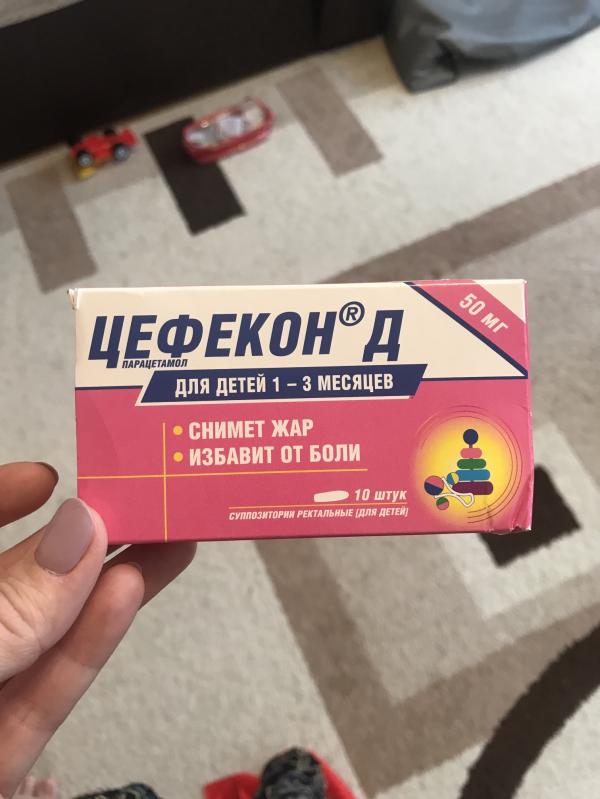 ЦЕФЕКОН® Д
ПАРАЦЕТАМОЛ
50 МГ
ДЛЯ ДЕТЕЙ 1 – 3 МЕСЯЦЕВ
• СНИМЕТ ЖАР
• ИЗБАВИТ ОТ БОЛИ
10 штук
СУППОЗИТОРИИ РЕКТАЛЬНЫЕ (ДЛЯ ДЕТЕЙ)